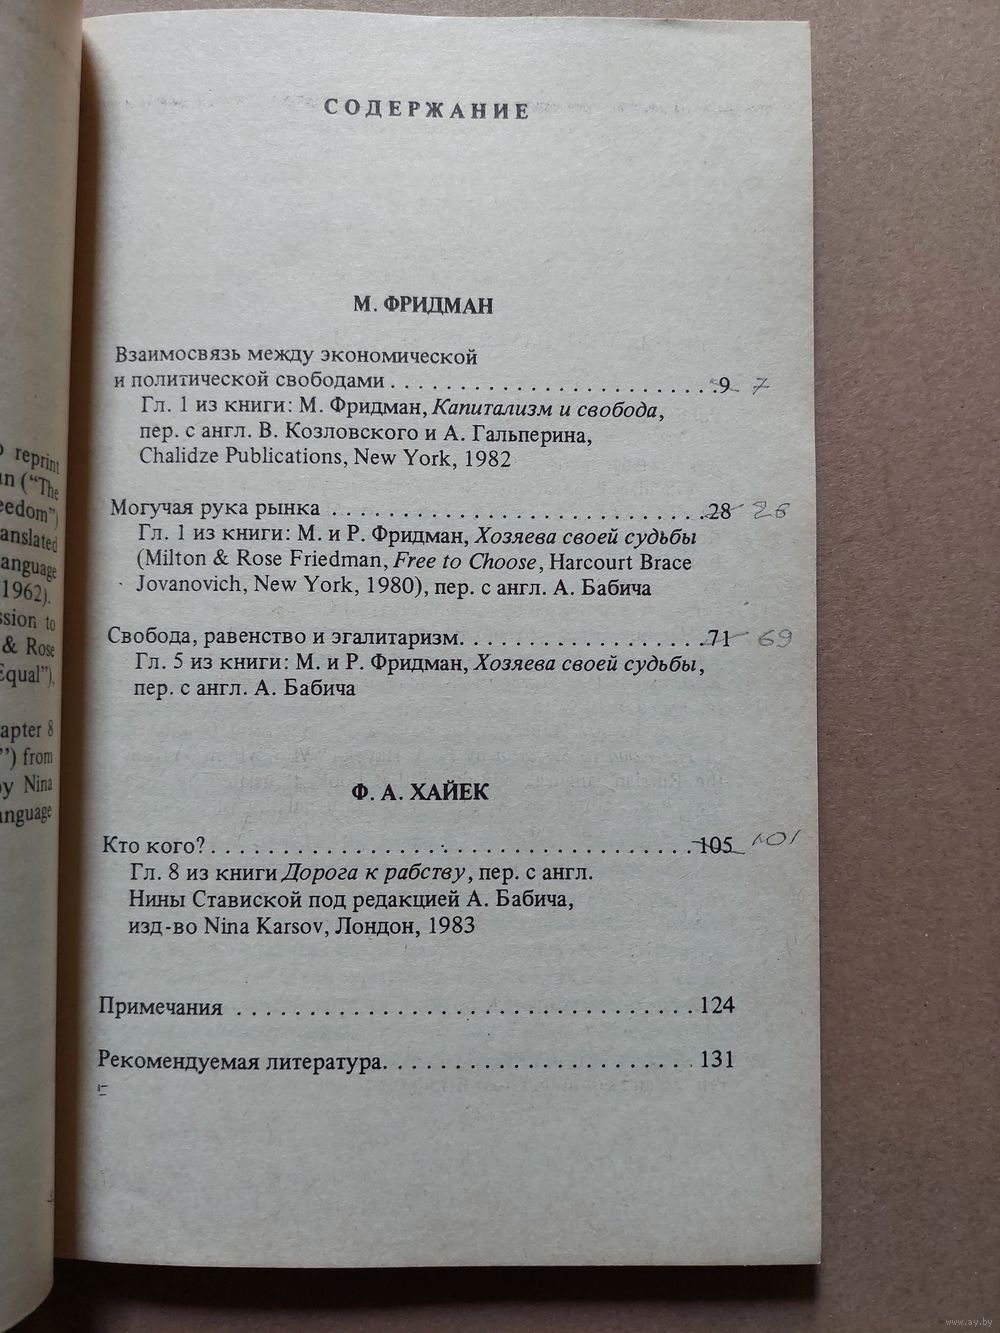 СОДЕРЖАНИЕ
М. ФРИДМАН
Взаимосвязь между экономической
и политической свободами . . . . . . . . . . . . . . . . . . . . . . . . 9 7
Гл. 1 из книги: М. Фридман, Капитализм и свобода,
пер. с англ. В. Козловского и А. Гальперина,
Chalidze Publications, New York, 1982
Могучая рука рынка . . . . . . . . . . . . . . . . . . . . . . . . . . . . 28 26
Гл. 1 из книги: М. и Р. Фридман, Хозяева своей судьбы
(Milton & Rose Friedman, Free to Choose, Harcourt Brace
Jovanovich, New York, 1980), пер. с англ. А. Бабича
Свобода, равенство и эгалитаризм. . . . . . . . . . . . . . . . . . 71 69
Гл. 5 из книги: М. и Р. Фридман, Хозяева своей судьбы,
пер. с англ. А. Бабича
Ф. А. ХАЙЕК
Кто кого? . . . . . . . . . . . . . . . . . . . . . . . . . . . . . . . . . . . 105 101
Гл. 8 из книги Дорога к рабству, пер. с англ.
Нины Ставиской под редакцией А. Бабича,
изд-во Nina Karsov, Лондон, 1983
Примечания . . . . . . . . . . . . . . . . . . . . . . . . . . . . . . . . . 124
Рекомендуемая литература. . . . . . . . . . . . . . . . . . . . . . . 131
reprint
("The
eedom")
anslated
anguage
1962).
ssion to
& Rose
Equal"),
apter 8
") from
by Nina
anguage
www.ay.by